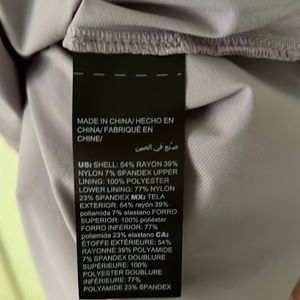 MADE IN CHINA/ HECHO EN
CHINA/ FABRIQUÉ EN
CHINE/
صنع في الصين
US: SHELL: 54% RAYON 39%
NYLON 7% SPANDEX UPPER
LINING: 100% POLYESTER
LOWER LINING: 77% NYLON
23% SPANDEX MX: TELA
EXTERIOR: 54% rayón 39%
poliamida 7% elastano FORRO
SUPERIOR: 100% poliéster
FORRO INFERIOR: 77%
poliamida 23% elastano CA:
ÉTOFFE EXTÉRIEURE: 54%
RAYONNE 39% POLYAMIDE
7% SPANDEX DOUBLURE
SUPÉRIEURE: 100%
POLYESTER DOUBLURE
INFÉRIEURE: 77%
POLYAMIDE 23% SPANDEX